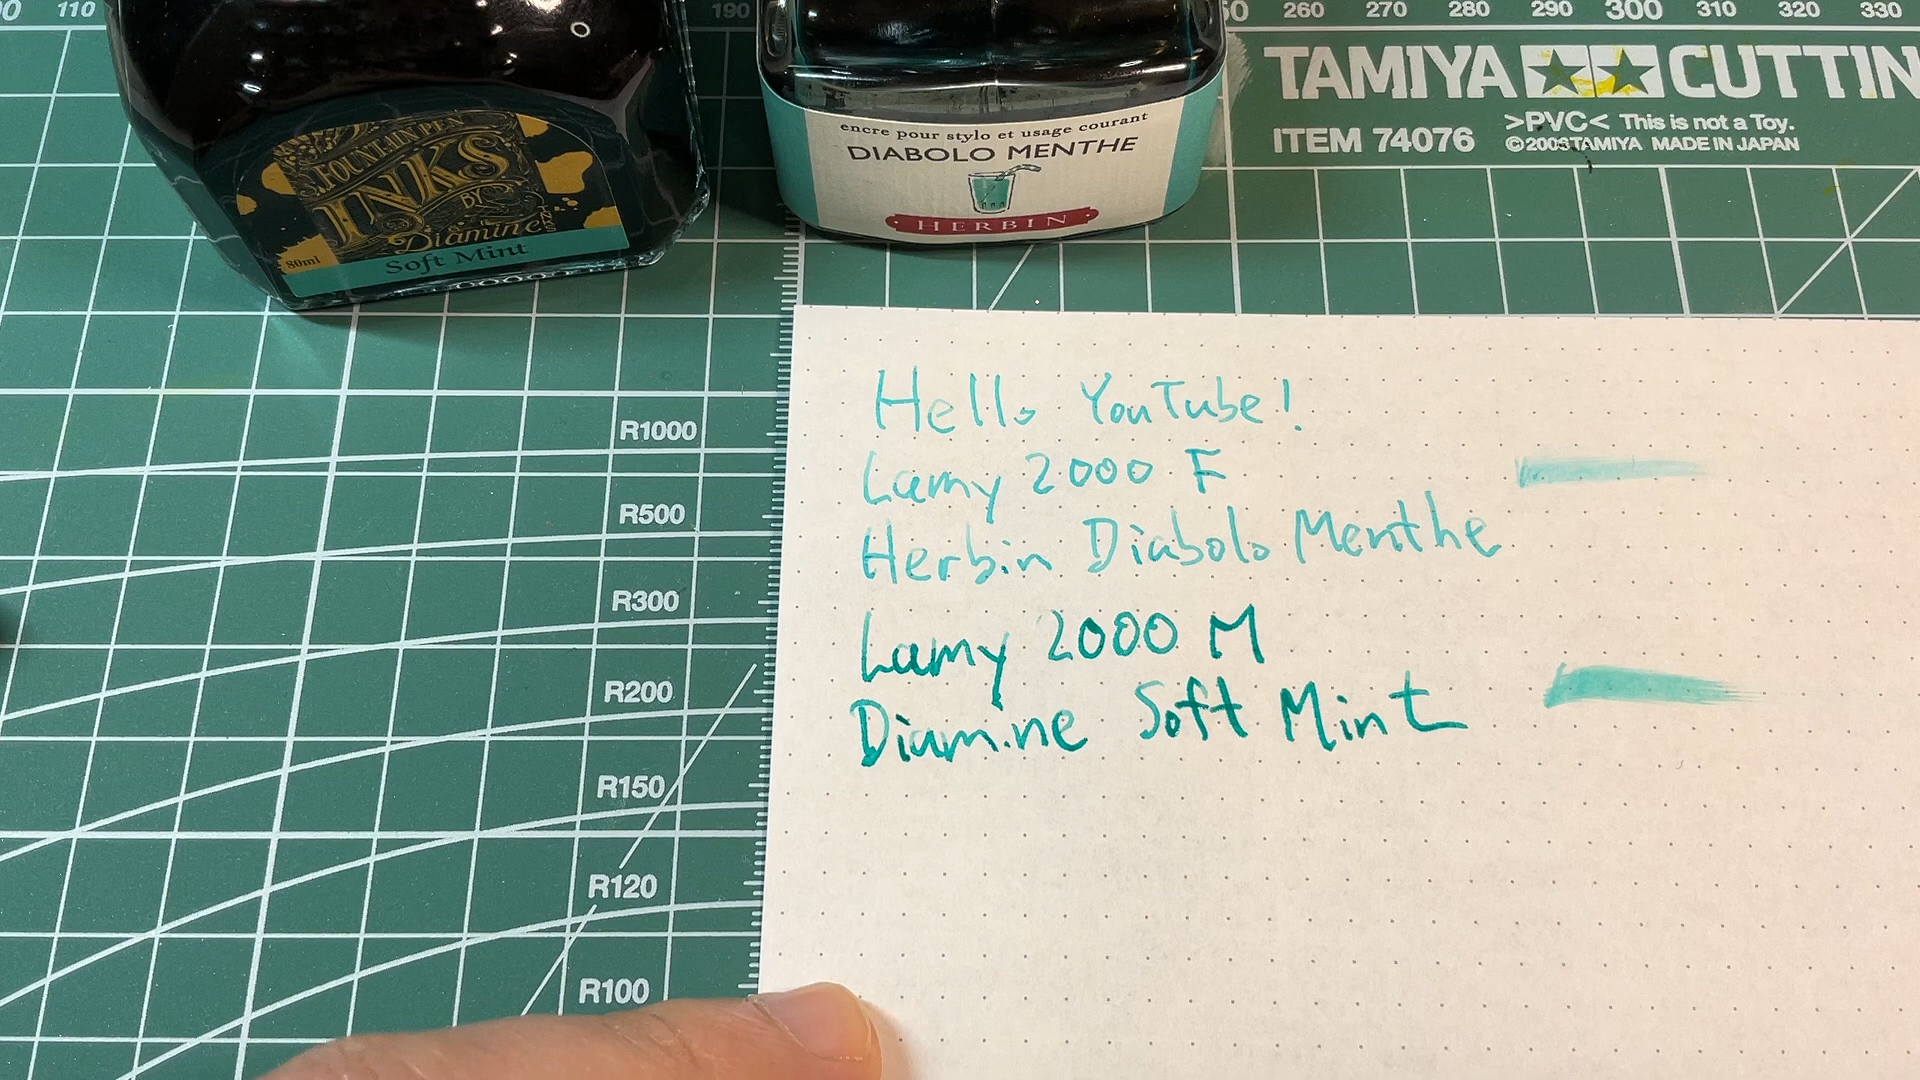 110
190
260 270 280 290 300 310 320 330
TAMIYA CUTTIN
ITEM 74076
>PVC< This is not a Toy.
TAMIYA MADE IN JAPAN
FOUNTAIN PEN
INKS
BY
Diamine
80ml
Soft Mint
encre pour stylo et usage courant
DIABOLO MENTHE
HERBIN
Hello YouTube!
Lamy 2000 F
Herbin Diabolo Menthe
Lamy 2000 M
Diamine Soft Mint
R1000
R500
R300
R200
R150
R120
R100